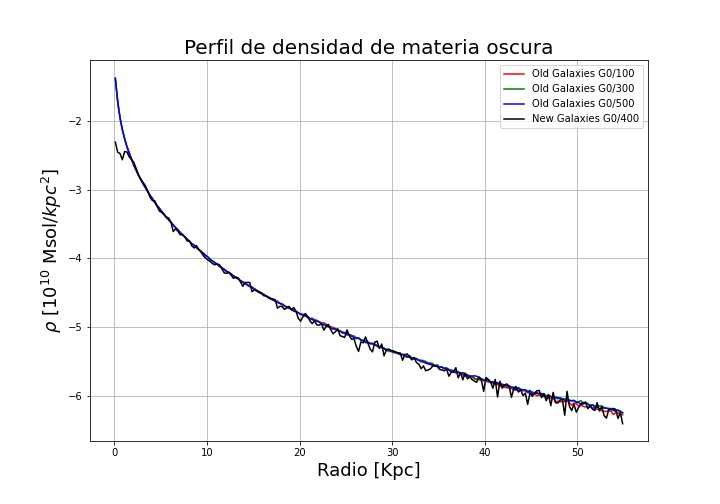 Perfil de densidad de materia oscura
Old Galaxies G0/100
Old Galaxies G0/300
Old Galaxies G0/500
New Galaxies G0/400
ρ [10¹⁰ Msol/kpc²]
−2
−3
−4
−5
−6
0 10 20 30 40 50
Radio [Kpc]